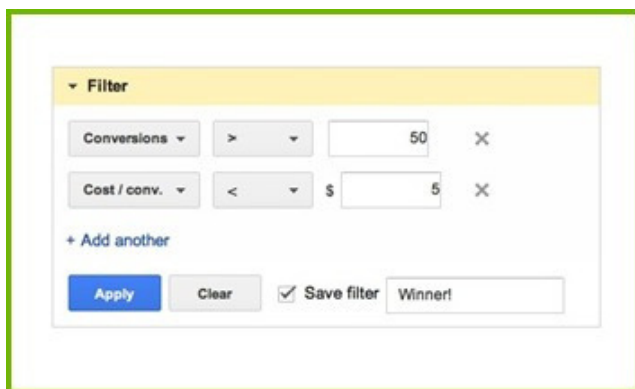 Filter
Conversions > 50
Cost / conv. < $ 5
+ Add another
Apply Clear Save filter Winner!